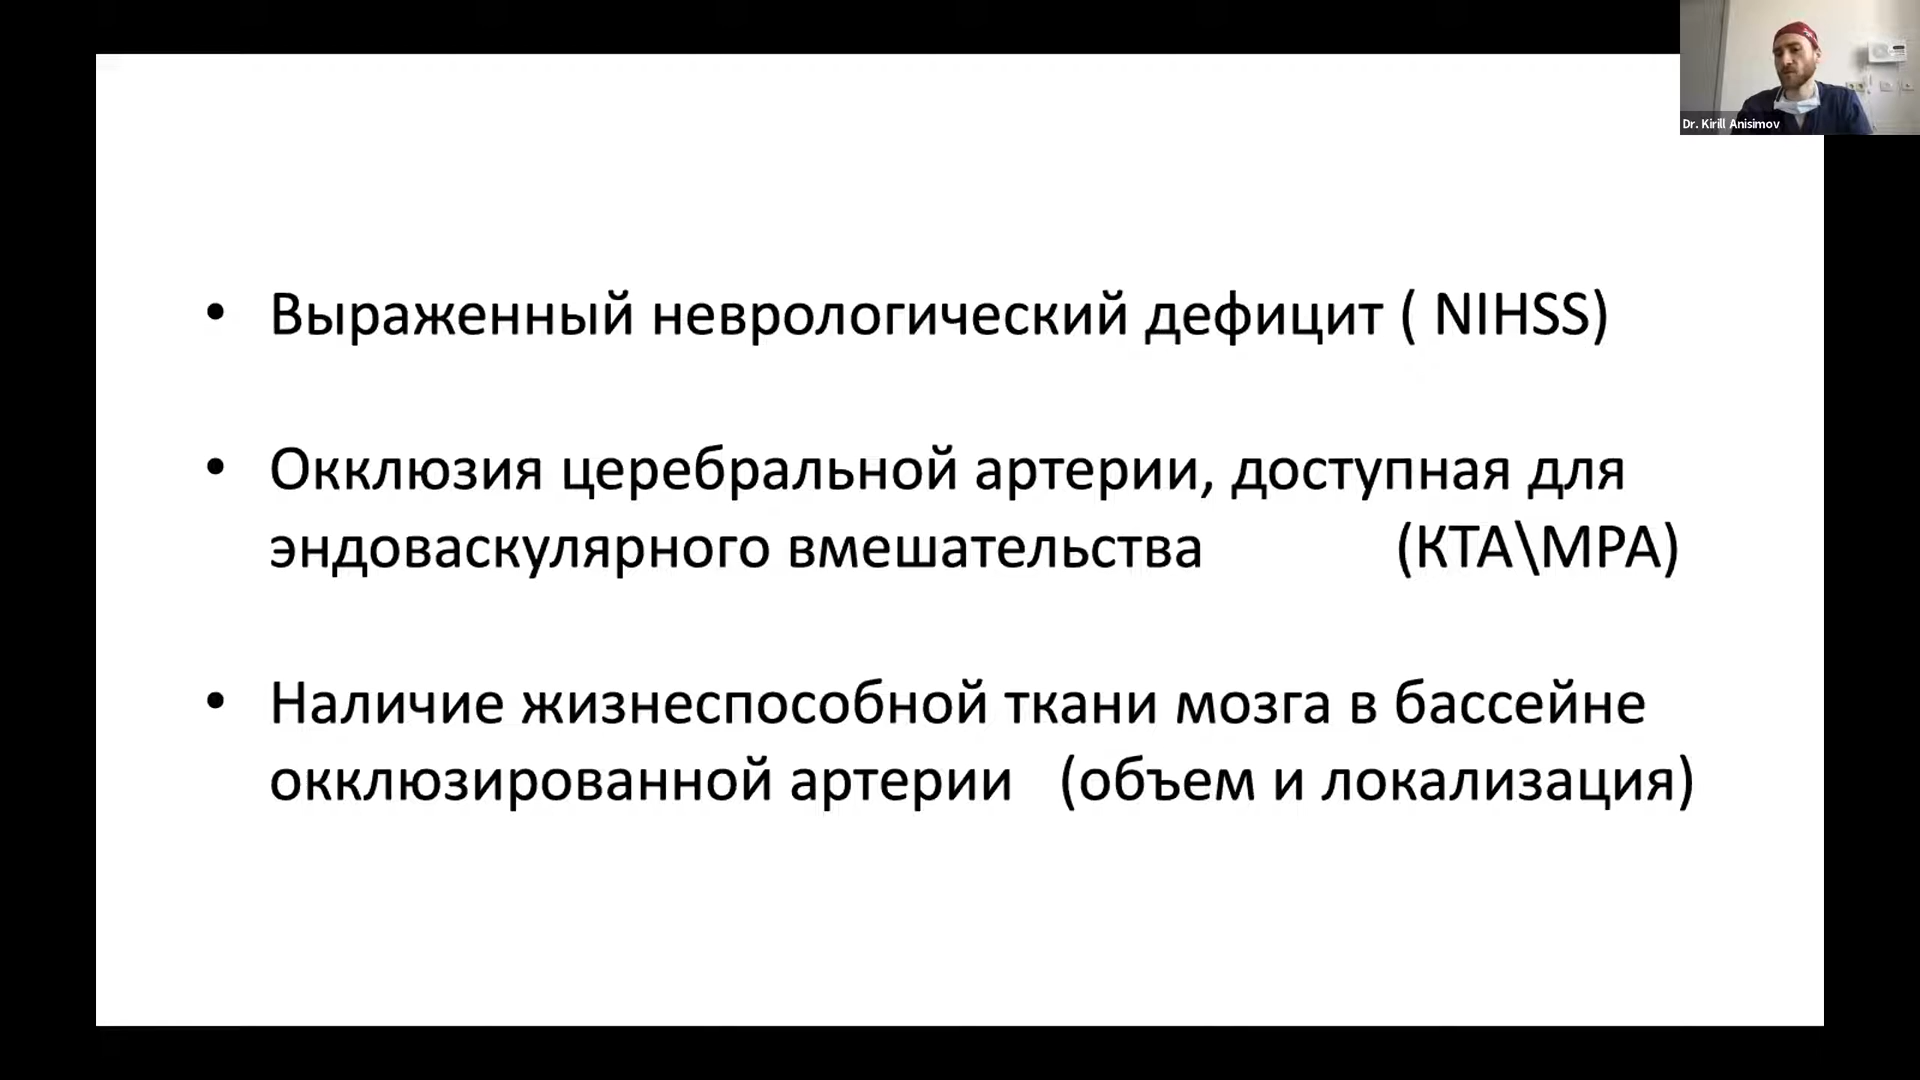 Dr. Kirill Anisimov
• Выраженный неврологический дефицит ( NIHSS)
• Окклюзия церебральной артерии, доступная для
эндоваскулярного вмешательства (КТА\МРА)
• Наличие жизнеспособной ткани мозга в бассейне
окклюзированной артерии (объем и локализация)